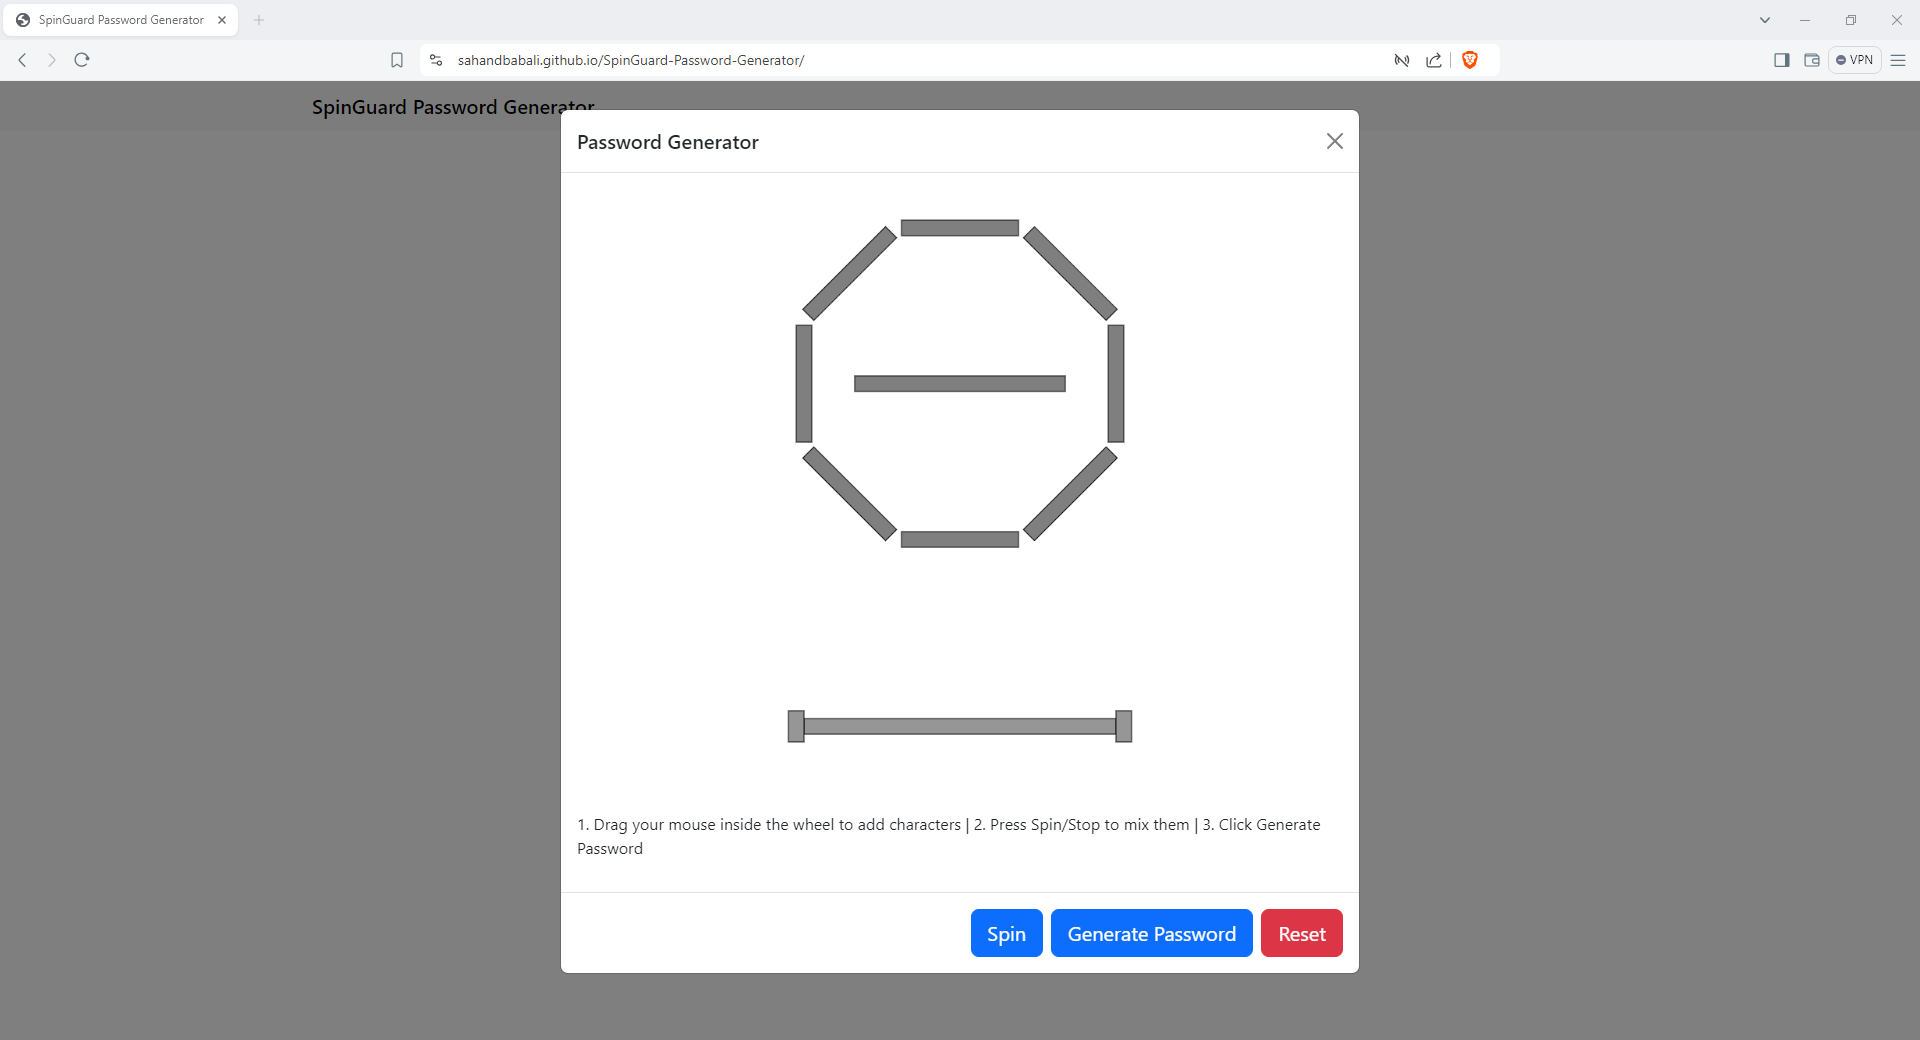 SpinGuard Password Generator
sahandbabali.github.io/SpinGuard-Password-Generator/
VPN
SpinGuard Password Generator
Password Generator
1. Drag your mouse inside the wheel to add characters | 2. Press Spin/Stop to mix them | 3. Click Generate
Password
Spin
Generate Password
Reset